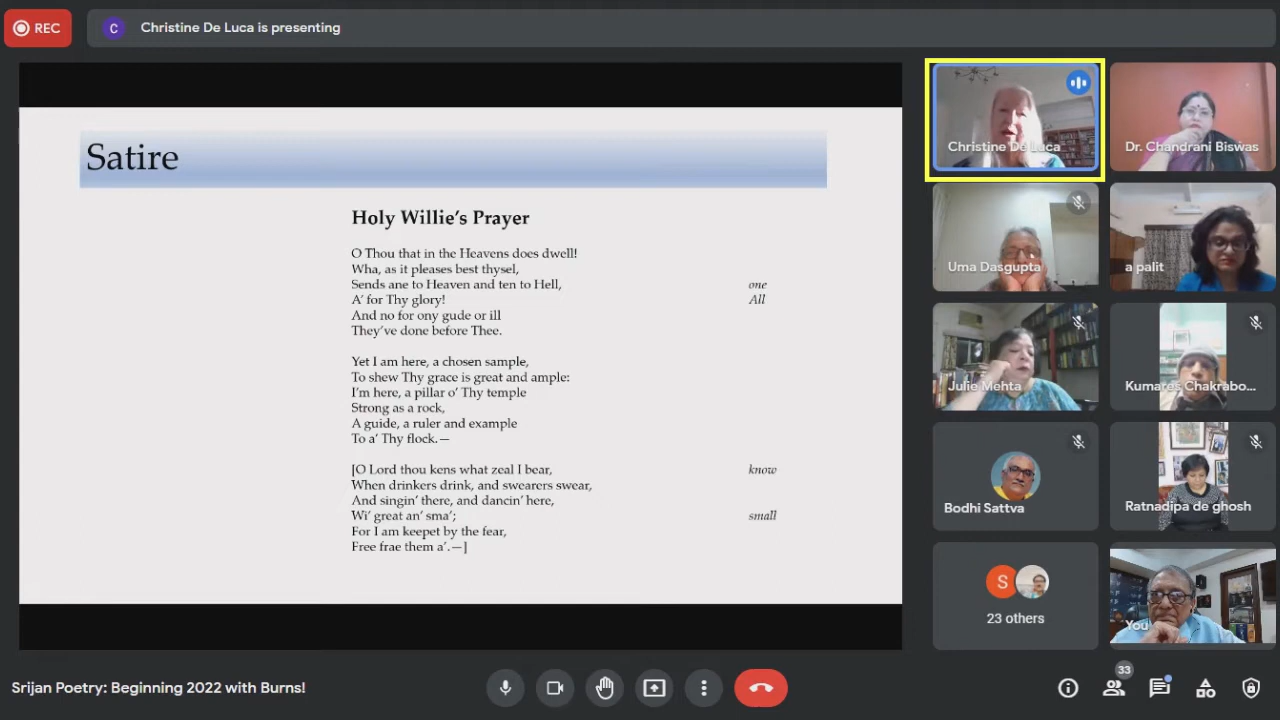 REC
C
Christine De Luca is presenting
Satire
Holy Willie's Prayer
O Thou that in the Heavens does dwell!
Wha, as it pleases best thysel,
Sends ane to Heaven and ten to Hell, one
A' for Thy glory! All
And no for ony gude or ill
They've done before Thee.
Yet I am here, a chosen sample,
To shew Thy grace is great and ample:
I'm here, a pillar o' Thy temple
Strong as a rock,
A guide, a ruler and example
To a' Thy flock.—
[O Lord thou kens what zeal I bear, know
When drinkers drink, and swearers swear,
And singin' there, and dancin' here,
Wi' great an' sma'; small
For I am keepet by the fear,
Free frae them a'.—]
Christine De Luca
Dr. Chandrani Biswas
Uma Dasgupta
a palit
Julie Mehta
Kumares Chakrabo...
Bodhi Sattva
Ratnadipa de ghosh
S
23 others
You
Srijan Poetry: Beginning 2022 with Burns!
33